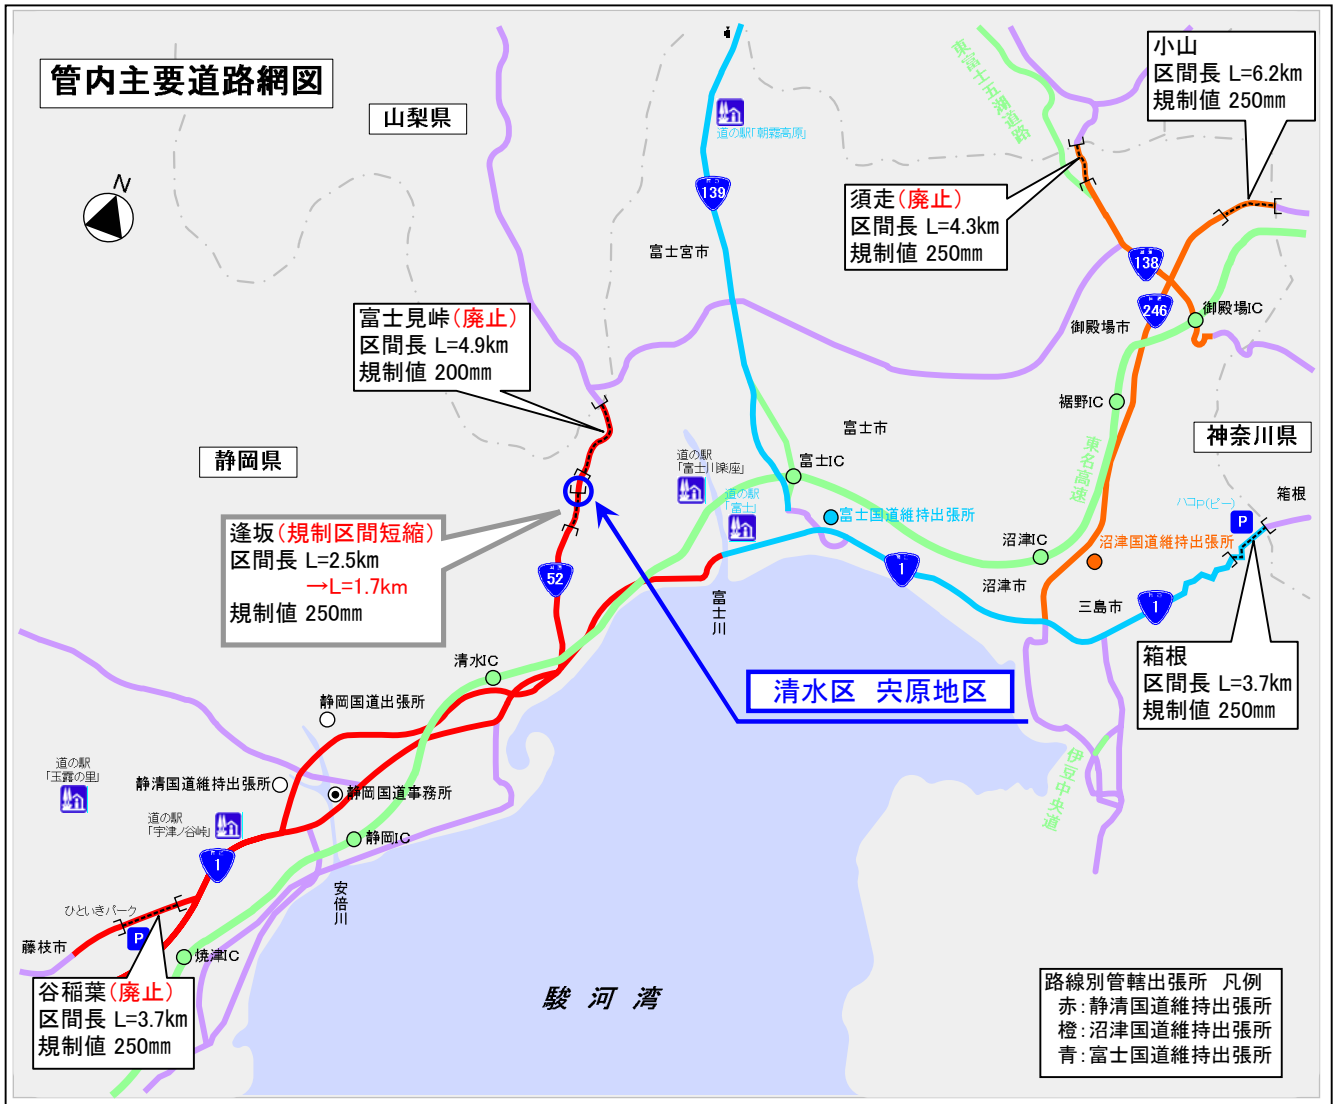 管内主要道路網図
山梨県
N
139
道の駅「朝霧高原」
富士宮市
東富士五湖道路
小山
区間長 L=6.2km
規制値 250mm
須走(廃止)
区間長 L=4.3km
規制値 250mm
138
246
御殿場IC
御殿場市
富士見峠(廃止)
区間長 L=4.9km
規制値 200mm
裾野IC
東名高速
神奈川県
静岡県
富士市
富士IC
道の駅
「富士川楽座」
道の駅
「富士」
富士国道維持出張所
箱根
ハコP(ピー)
P
逢坂(規制区間短縮)
区間長 L=2.5km
→L=1.7km
規制値 250mm
52
沼津IC
沼津国道維持出張所
沼津市
1
三島市
1
富士川
箱根
区間長 L=3.7km
規制値 250mm
清水IC
清水区 宍原地区
静岡国道出張所
道の駅
「玉露の里」
静清国道維持出張所
静岡国道事務所
道の駅
「宇津ノ谷峠」
静岡IC
伊豆中央道
1
安倍川
ひといきパーク
P
藤枝市
焼津IC
谷稲葉(廃止)
区間長 L=3.7km
規制値 250mm
駿河湾
路線別管轄出張所 凡例
赤:静清国道維持出張所
橙:沼津国道維持出張所
青:富士国道維持出張所